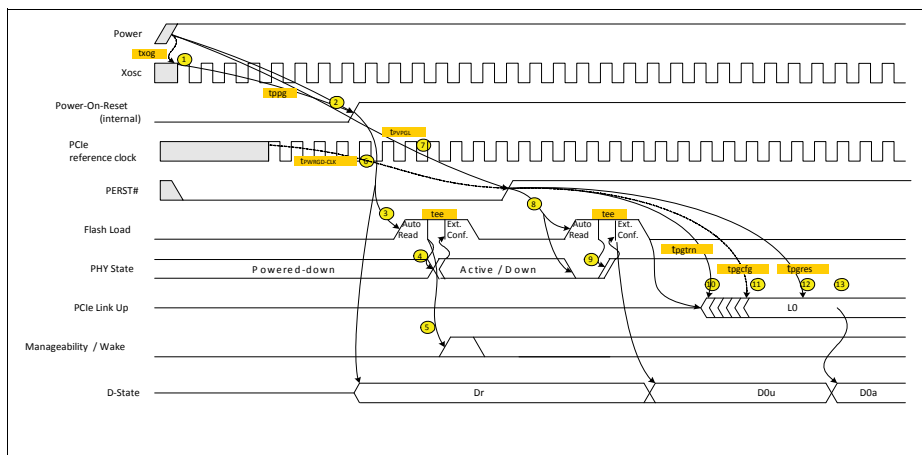 Power
txog
1
Xosc
tppg
2
Power-On-Reset
(internal)
tPVPGL
7
PCIe
reference clock
tPWRGD-CLK
6
PERST#
3
tee
8
tee
Flash Load
Auto
Read
Ext.
Conf.
Auto
Read
Ext.
Conf.
tpgtrn
4
9
PHY State
Powered-down
Active / Down
tpgcfg
tpgres
10
11
12
13
PCIe Link Up
L0
5
Manageability / Wake
D-State
Dr
D0u
D0a